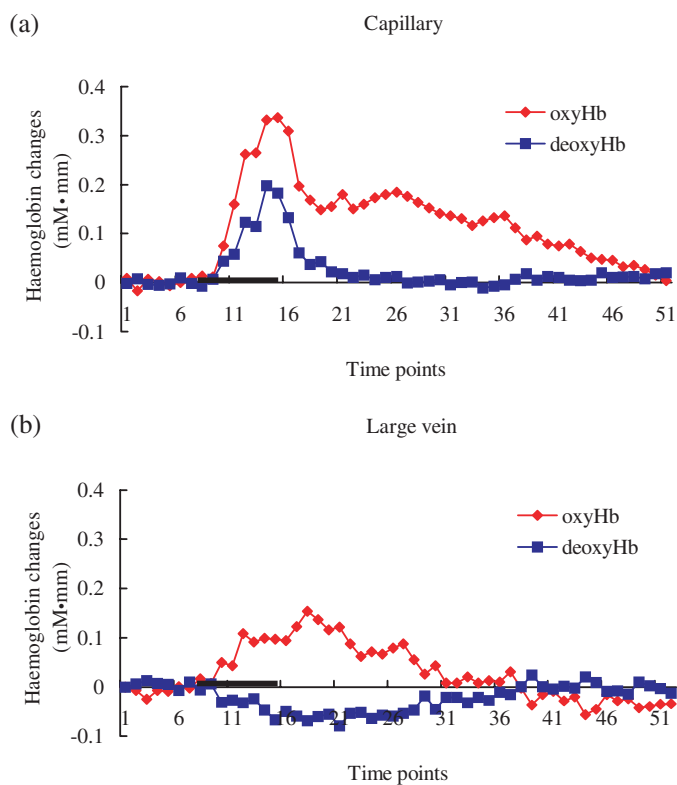 (a)
Capillary
Haemoglobin changes
(mM• mm)
0.4
0.3
0.2
0.1
0
-0.1
oxyHb
deoxyHb
1 6 11 16 21 26 31 36 41 46 51
Time points
(b)
Large vein
Haemoglobin changes
(mM•mm)
0.4
0.3
0.2
0.1
0
-0.1
oxyHb
deoxyHb
1 6 11 16 21 26 31 36 41 46 51
Time points